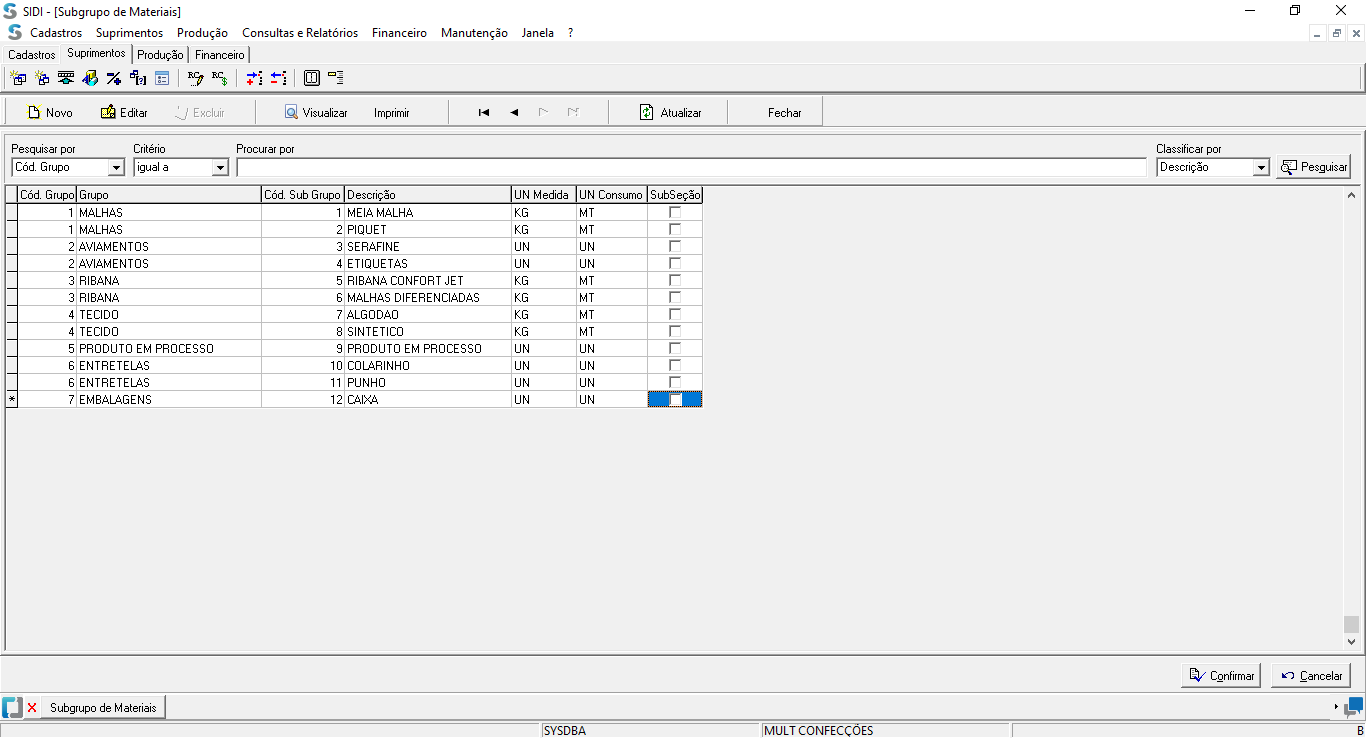 SIDI - [Subgrupo de Materiais]
Cadastros Suprimentos Produção Consultas e Relatórios Financeiro Manutenção Janela ?
Cadastros Suprimentos Produção Financeiro
Novo Editar Excluir Visualizar Imprimir Atualizar Fechar
Pesquisar por Critério Procurar por Classificar por
Cód. Grupo igual a Descrição Pesquisar
Cód. Grupo Grupo Cód. Sub Grupo Descrição UN Medida UN Consumo SubSeção
1 MALHAS 1 MEIA MALHA KG MT
1 MALHAS 2 PIQUET KG MT
2 AVIAMENTOS 3 SERAFINE UN UN
2 AVIAMENTOS 4 ETIQUETAS UN UN
3 RIBANA 5 RIBANA CONFORT JET KG MT
3 RIBANA 6 MALHAS DIFERENCIADAS KG MT
4 TECIDO 7 ALGODAO KG MT
4 TECIDO 8 SINTETICO KG MT
5 PRODUTO EM PROCESSO 9 PRODUTO EM PROCESSO UN UN
6 ENTRETELAS 10 COLARINHO UN UN
6 ENTRETELAS 11 PUNHO UN UN
* 7 EMBALAGENS 12 CAIXA UN UN
Confirmar Cancelar
Subgrupo de Materiais
SYSDBA MULT CONFECÇÕES B